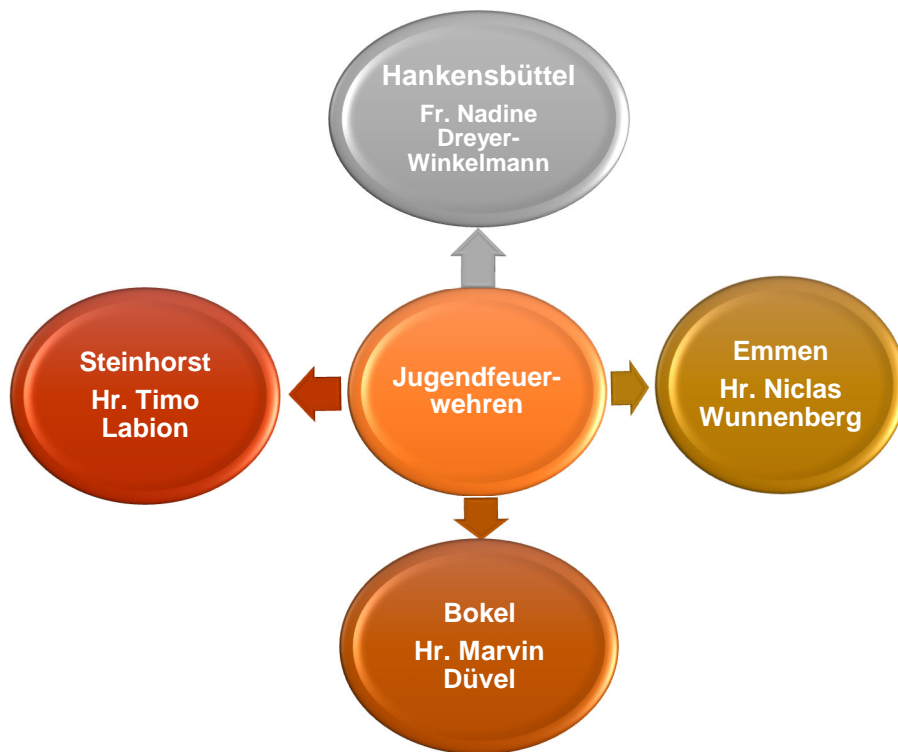 Hankensbüttel
Fr. Nadine
Dreyer-
Winkelmann
Steinhorst
Hr. Timo
Labion
Jugendfeuer-
wehren
Emmen
Hr. Niclas
Wunnenberg
Bokel
Hr. Marvin
Düvel